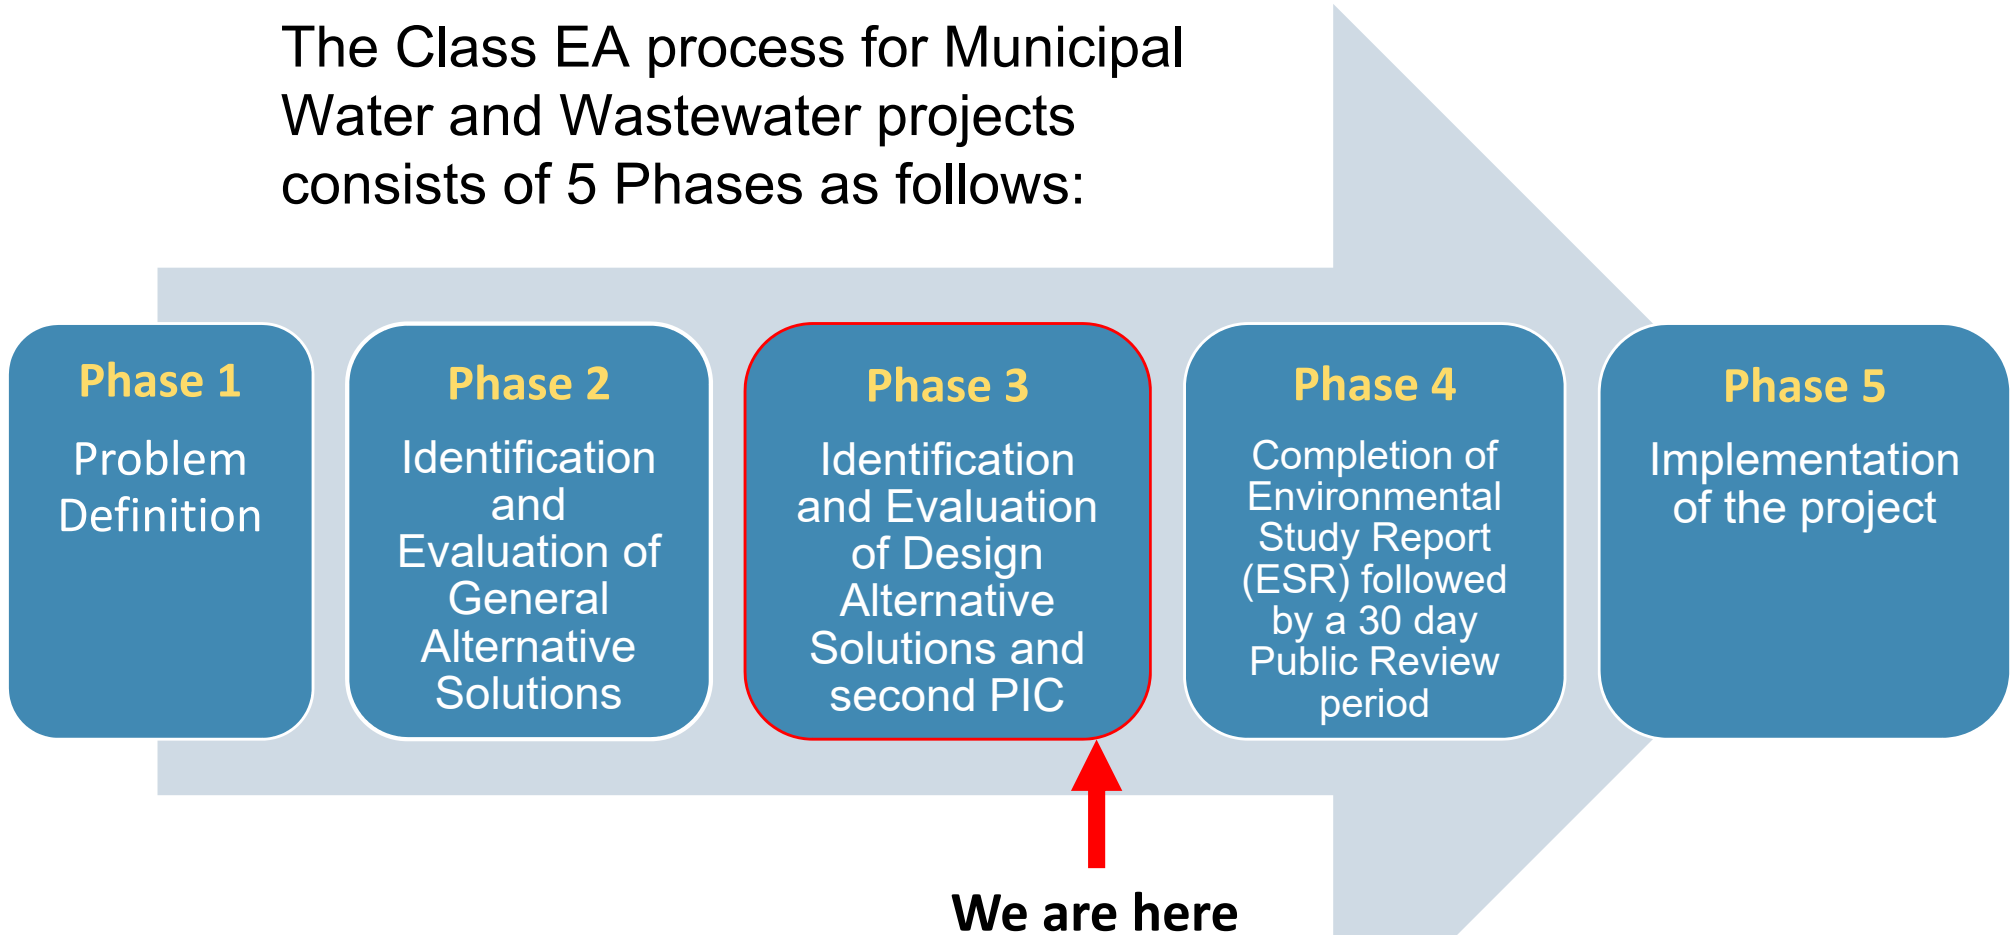 The Class EA process for Municipal
Water and Wastewater projects
consists of 5 Phases as follows:
Phase 1
Problem
Definition
Phase 2
Identification
and
Evaluation of
General
Alternative
Solutions
Phase 3
Identification
and Evaluation
of Design
Alternative
Solutions and
second PIC
Phase 4
Completion of
Environmental
Study Report
(ESR) followed
by a 30 day
Public Review
period
Phase 5
Implementation
of the project
We are here